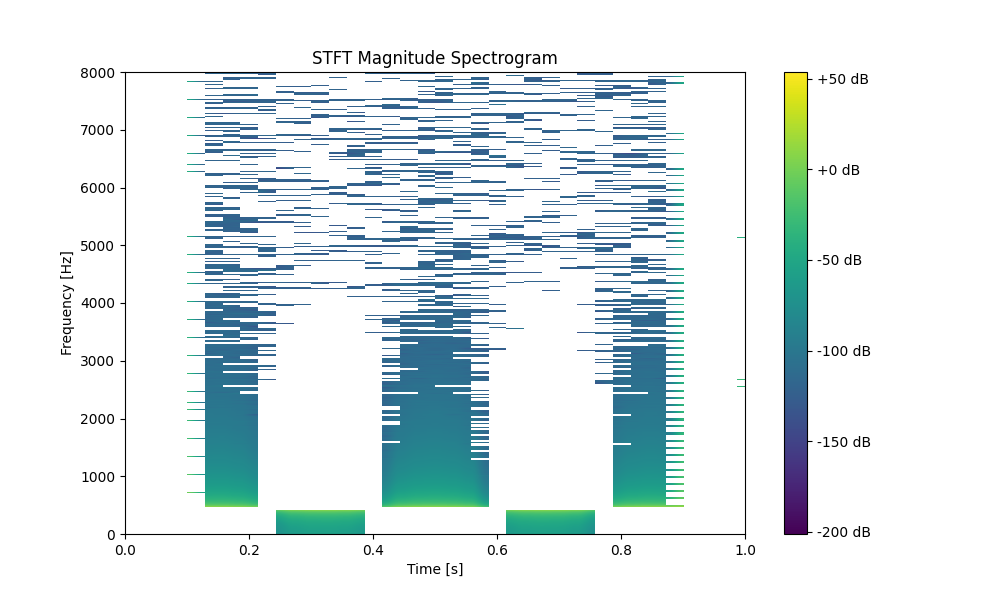 STFT Magnitude Spectrogram
8000
7000
6000
5000
4000
3000
2000
1000
0
Frequency [Hz]
0.0 0.2 0.4 0.6 0.8 1.0
Time [s]
+50 dB
+0 dB
-50 dB
-100 dB
-150 dB
-200 dB